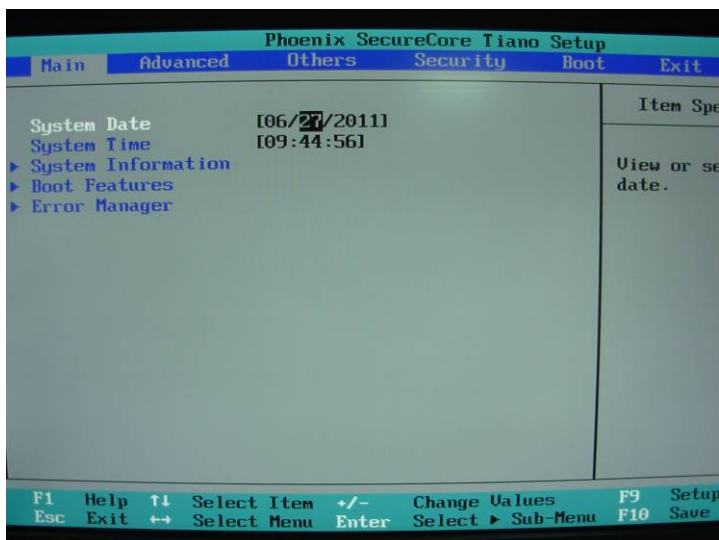 Phoenix SecureCore Tiano Setup
Main Advanced Others Security Boot Exit
Item Spe
System Date [06/27/2011]
System Time [09:44:56]
▶ System Information
▶ Boot Features
▶ Error Manager
View or se
date.
F1 Help ↑↓ Select Item +/- Change Values F9 Setup
Esc Exit ←→ Select Menu Enter Select ▶ Sub-Menu F10 Save